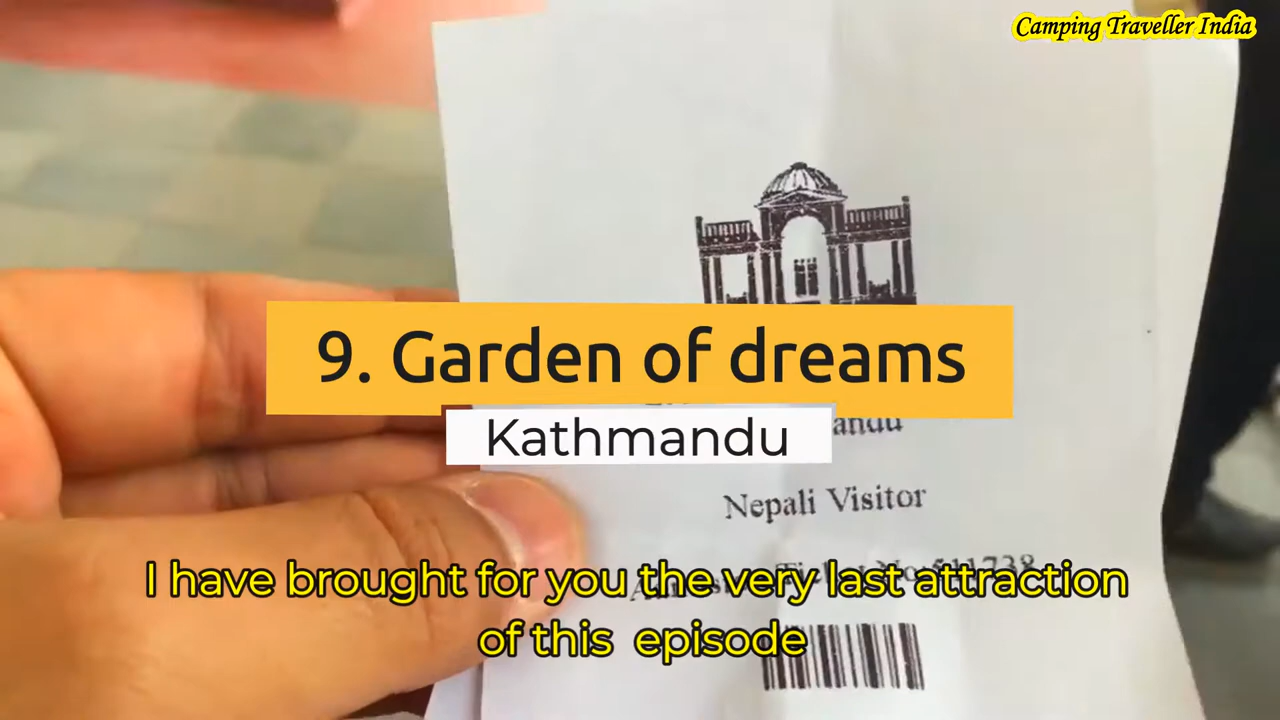 Camping Traveller India
9. Garden of dreams
Kathmandu
Nepali Visitor
I have brought for you the very last attraction
of this episode